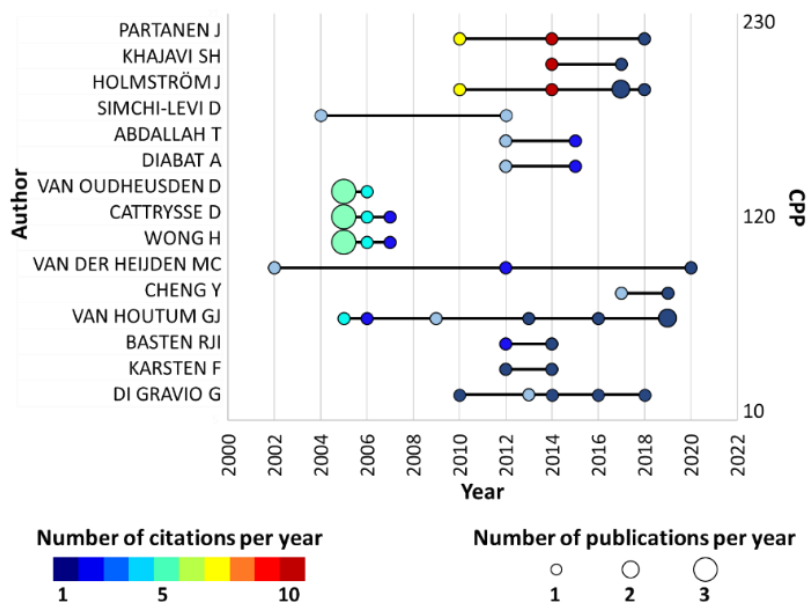 PARTANEN J
KHAJAVI SH
HOLMSTRÖM J
SIMCHI-LEVI D
ABDALLAH T
DIABAT A
VAN OUDHEUSDEN D
CATTRYSSE D
WONG H
VAN DER HEIJDEN MC
CHENG Y
VAN HOUTUM GJ
BASTEN RJI
KARSTEN F
DI GRAVIO G
Author
230
120
10
CPP
2000 2002 2004 2006 2008 2010 2012 2014 2016 2018 2020 2022
Year
Number of citations per year
1 5 10
Number of publications per year
1 2 3